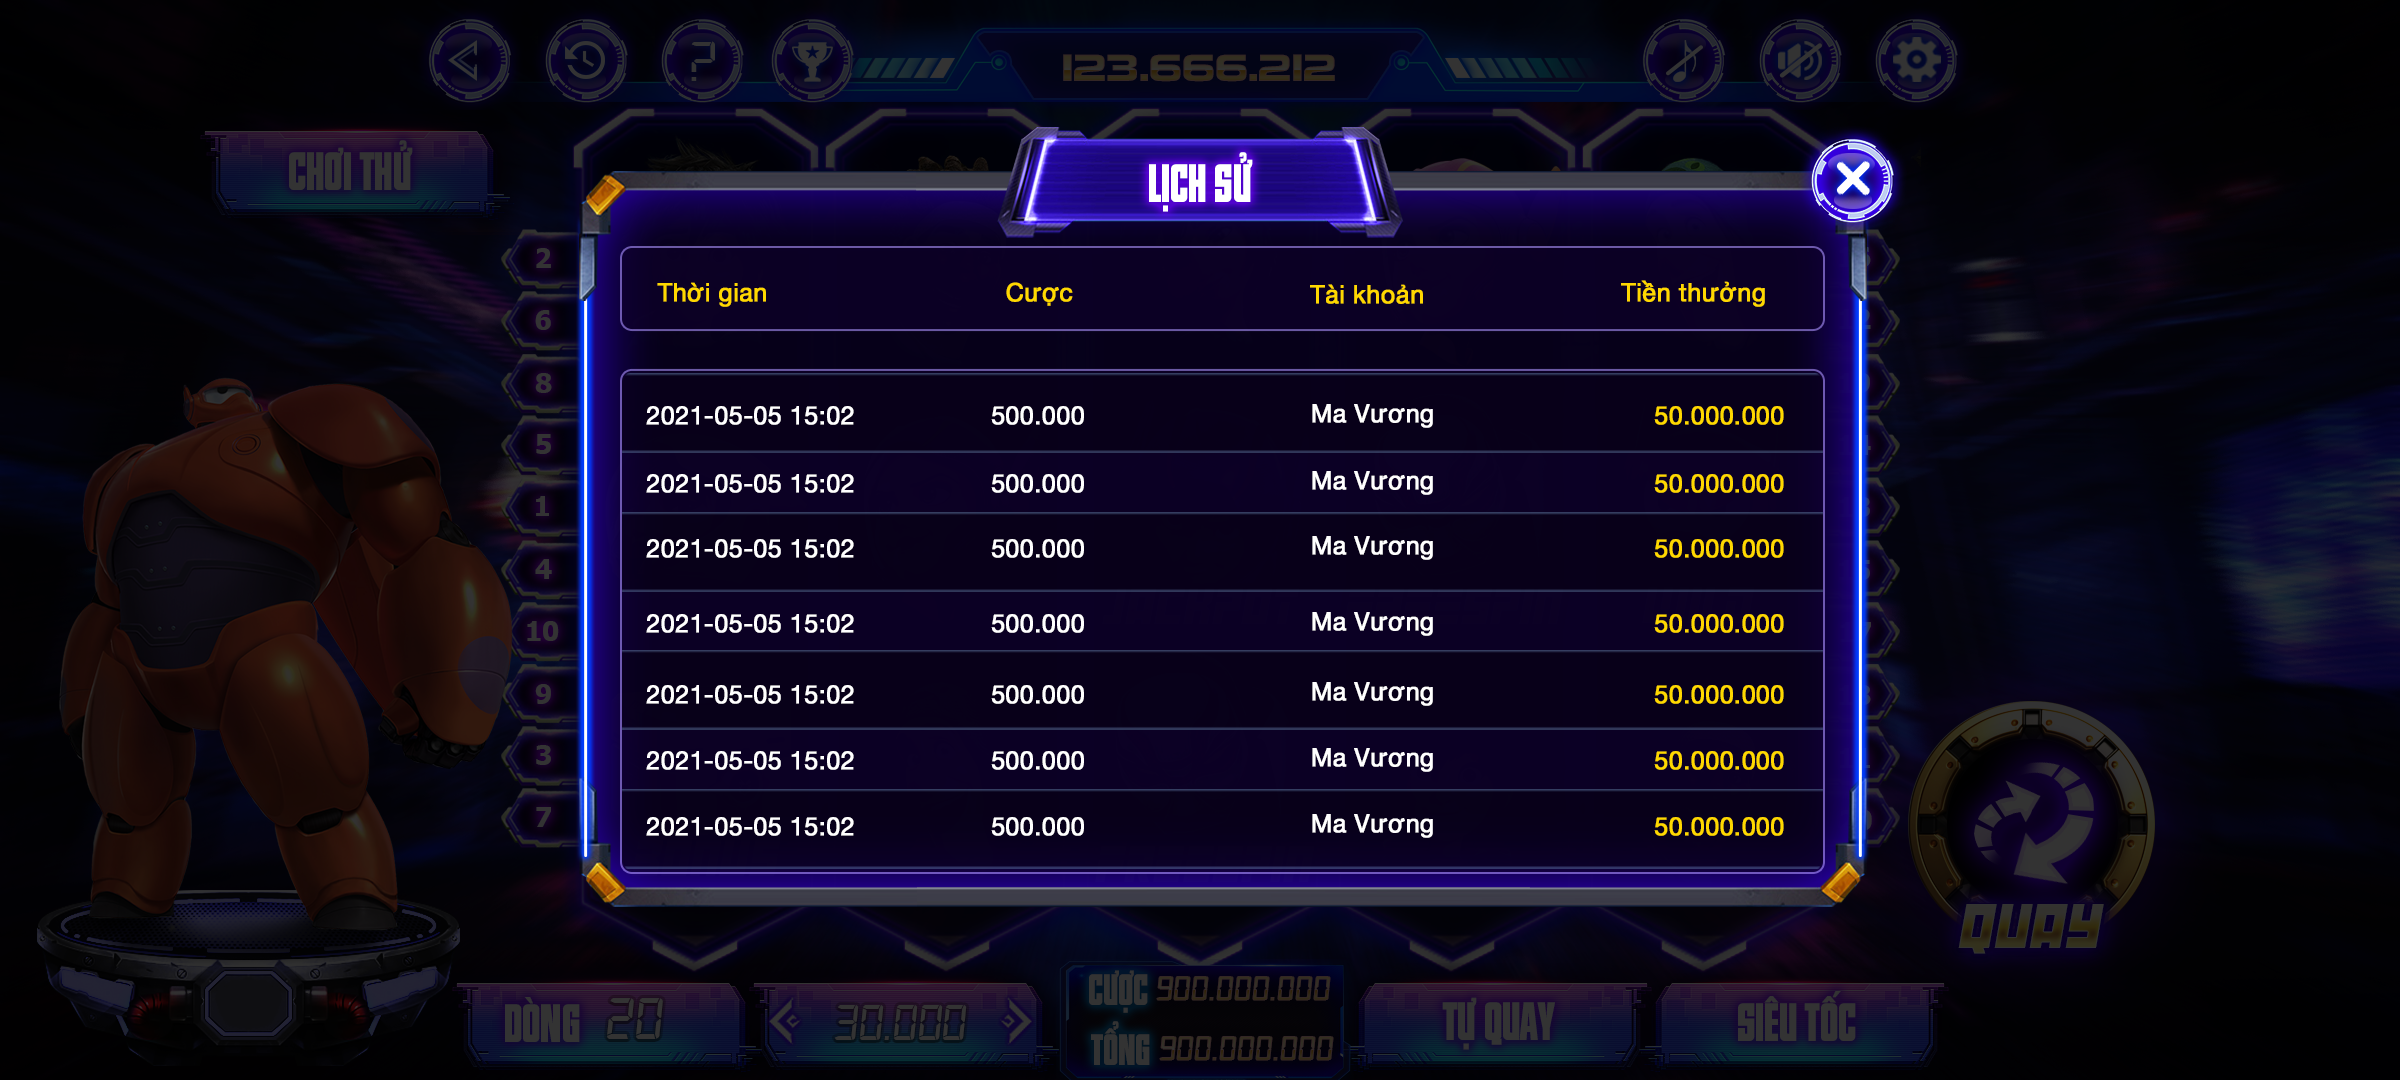 123.666.212
CHƠI THỬ
LỊCH SỬ
Thời gian Cược Tài khoản Tiền thưởng
2021-05-05 15:02 500.000 Ma Vương 50.000.000
2021-05-05 15:02 500.000 Ma Vương 50.000.000
2021-05-05 15:02 500.000 Ma Vương 50.000.000
2021-05-05 15:02 500.000 Ma Vương 50.000.000
2021-05-05 15:02 500.000 Ma Vương 50.000.000
2021-05-05 15:02 500.000 Ma Vương 50.000.000
2021-05-05 15:02 500.000 Ma Vương 50.000.000
2
6
8
5
1
4
10
9
3
7
QUAY
DÒNG 20
30.000
CƯỢC 900.000.000
TỔNG 900.000.000
TỰ QUAY
SIÊU TỐC